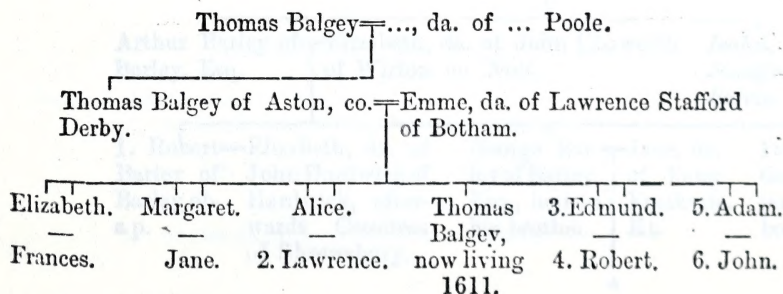 Thomas Balgey=..., da. of ... Poole.
Thomas Balgey of Aston, co.=Emme, da. of Lawrence Stafford
Derby. of Botham.
Elizabeth. Margaret. Alice. Thomas 3. Edmund. 5. Adam.
— — Balgey, — —
Frances. Jane. 2. Lawrence. now living 4. Robert. 6. John.
1611.